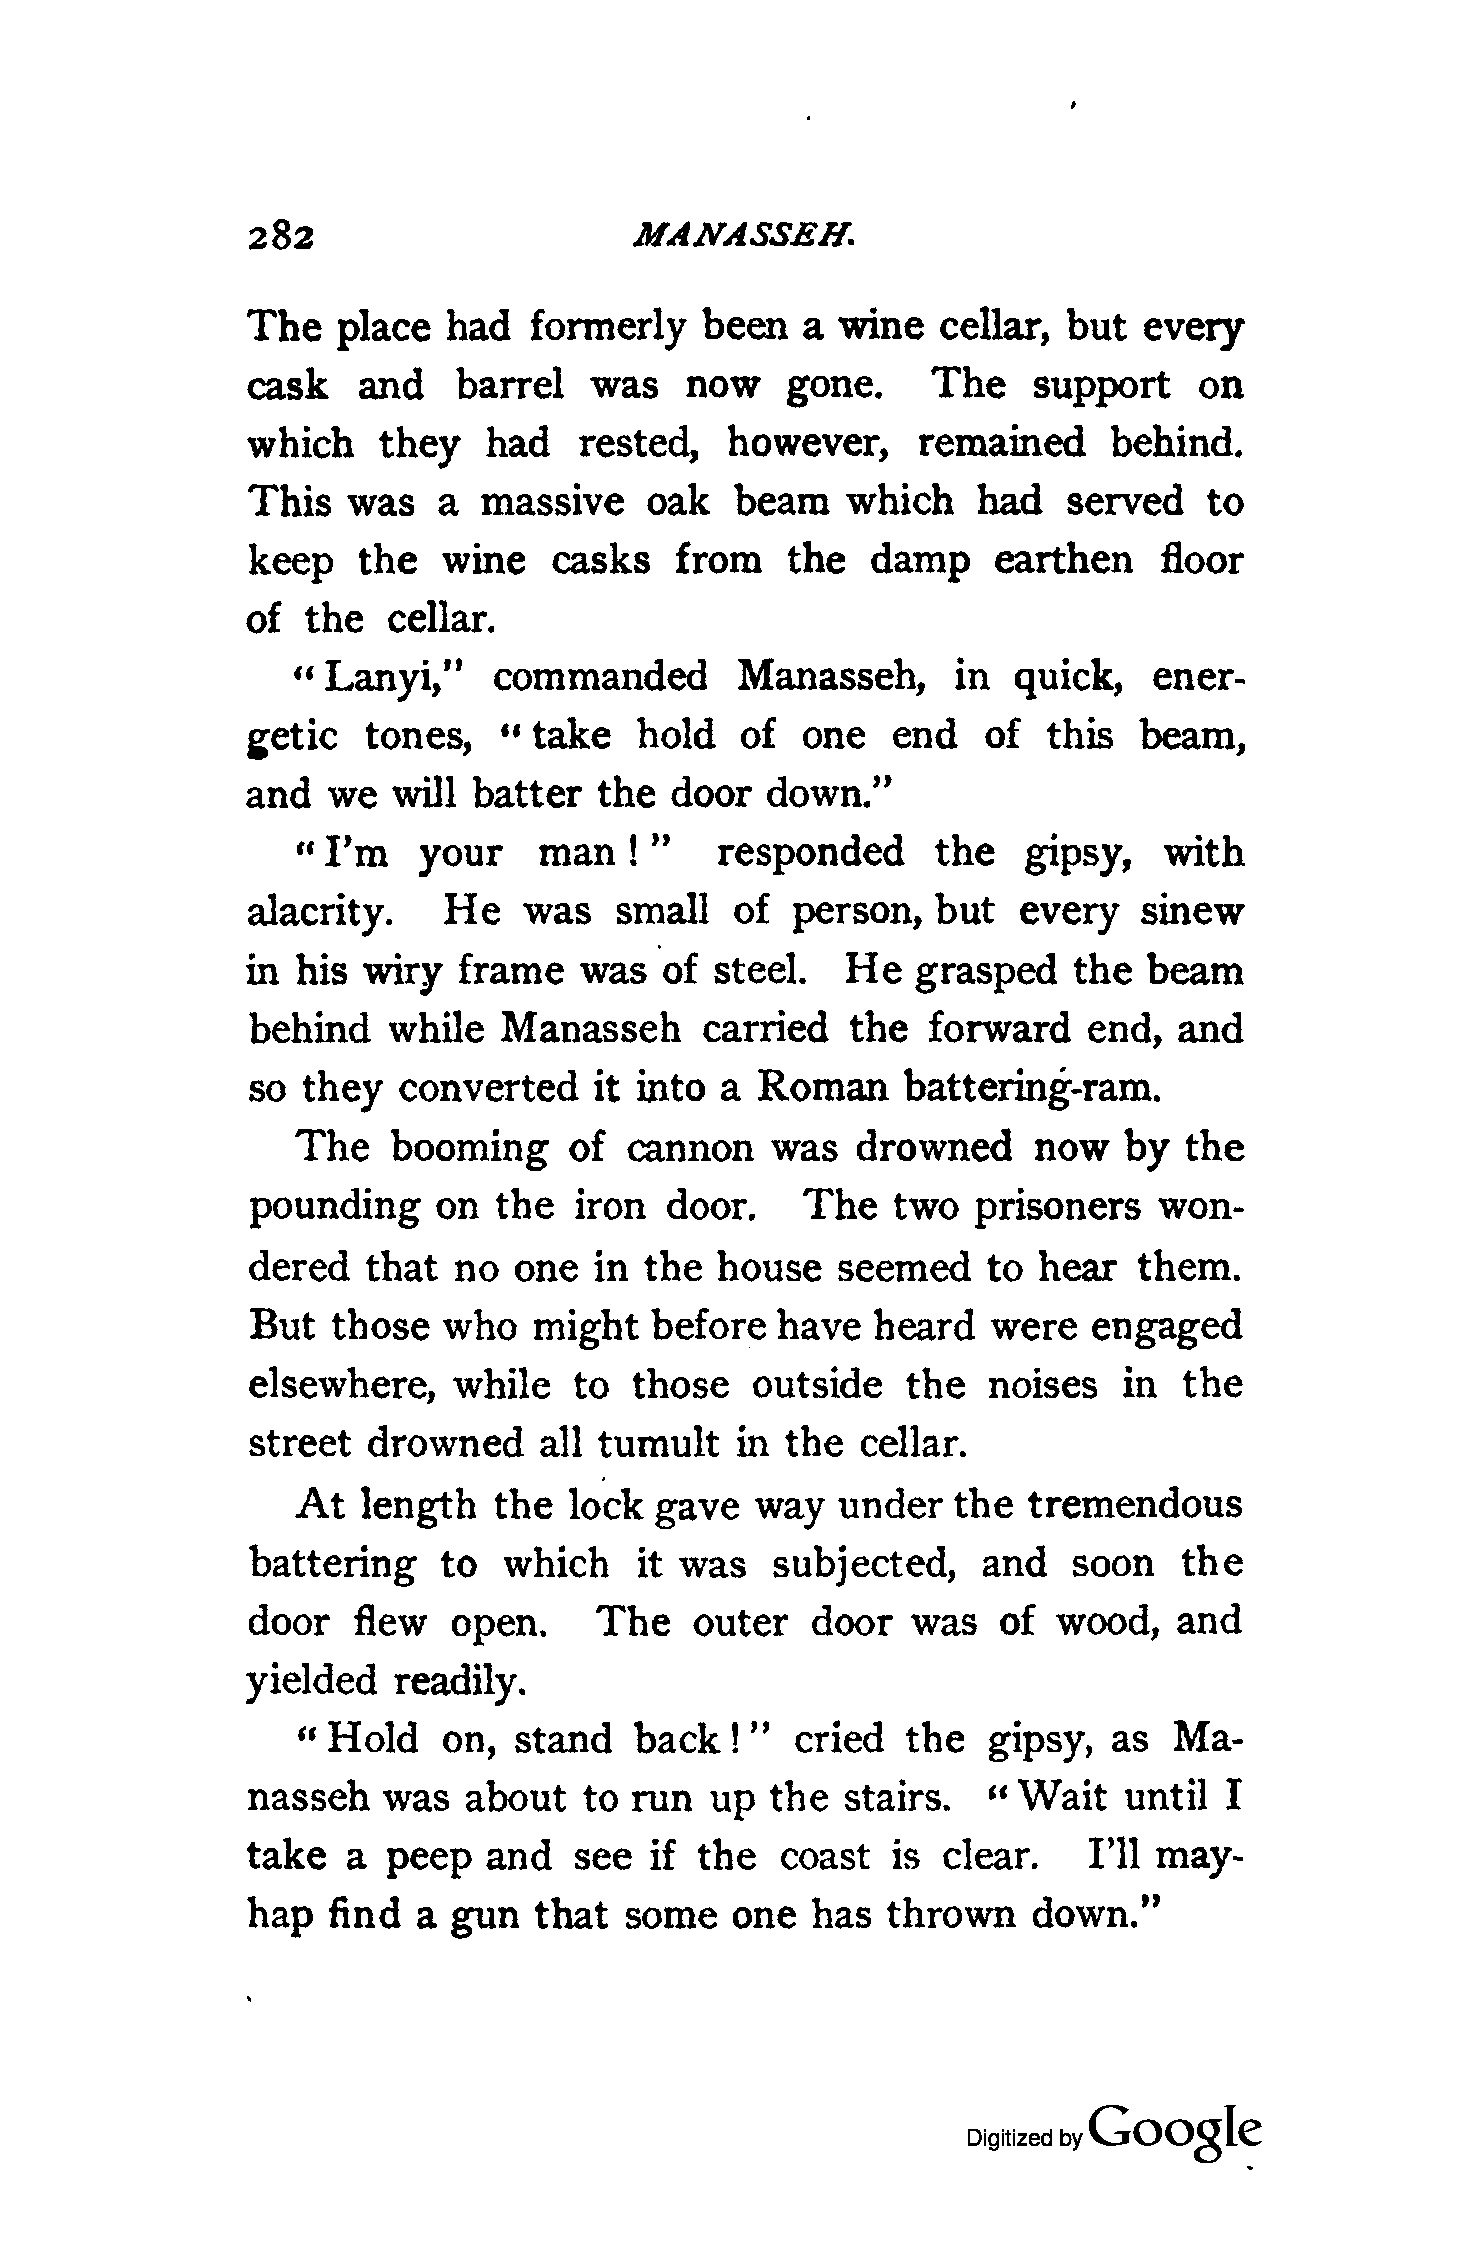 282 MANASSEH.
The place had formerly been a wine cellar, but every
cask and barrel was now gone. The support on
which they had rested, however, remained behind.
This was a massive oak beam which had served to
keep the wine casks from the damp earthen floor
of the cellar.
"Lanyi," commanded Manasseh, in quick, ener-
getic tones, "take hold of one end of this beam,
and we will batter the door down."
"I'm your man!" responded the gipsy, with
alacrity. He was small of person, but every sinew
in his wiry frame was of steel. He grasped the beam
behind while Manasseh carried the forward end, and
so they converted it into a Roman battering-ram.
The booming of cannon was drowned now by the
pounding on the iron door. The two prisoners won-
dered that no one in the house seemed to hear them.
But those who might before have heard were engaged
elsewhere, while to those outside the noises in the
street drowned all tumult in the cellar.
At length the lock gave way under the tremendous
battering to which it was subjected, and soon the
door flew open. The outer door was of wood, and
yielded readily.
"Hold on, stand back!" cried the gipsy, as Ma-
nasseh was about to run up the stairs. "Wait until I
take a peep and see if the coast is clear. I'll may-
hap find a gun that some one has thrown down."
Digitized by Google